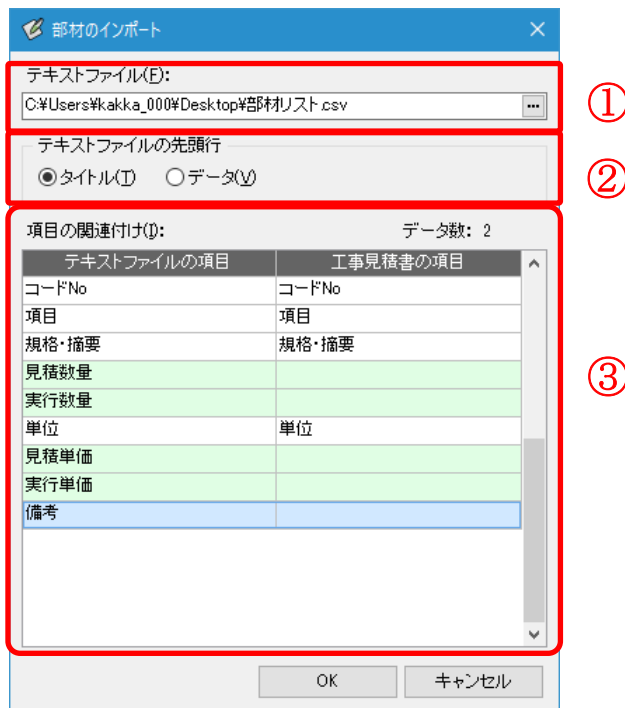 部材のインポート
テキストファイル(F):
①
C:¥Users¥kakka_000¥Desktop¥部材リスト.csv ...
テキストファイルの先頭行
②
タイトル(T) データ(V)
項目の関連付け(I): データ数: 2
テキストファイルの項目 工事見積書の項目
コードNo コードNo
項目 項目
規格・摘要 規格・摘要
③
見積数量
実行数量
単位 単位
見積単価
実行単価
備考
OK キャンセル